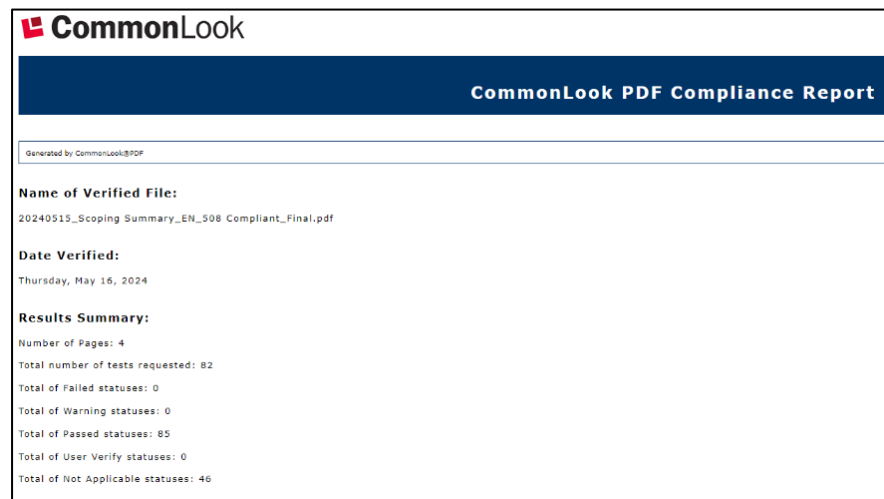 CommonLook
CommonLook PDF Compliance Report
Generated by CommonLook®PDF
Name of Verified File:
20240515_Scoping Summary_EN_508 Compliant_Final.pdf
Date Verified:
Thursday, May 16, 2024
Results Summary:
Number of Pages: 4
Total number of tests requested: 82
Total of Failed statuses: 0
Total of Warning statuses: 0
Total of Passed statuses: 85
Total of User Verify statuses: 0
Total of Not Applicable statuses: 46